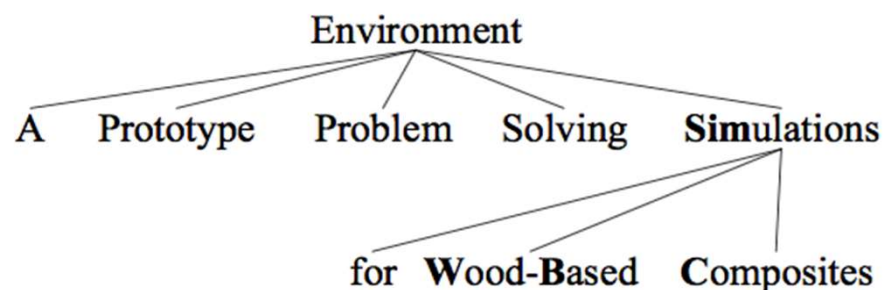 Environment
A Prototype Problem Solving Simulations
for Wood-Based Composites